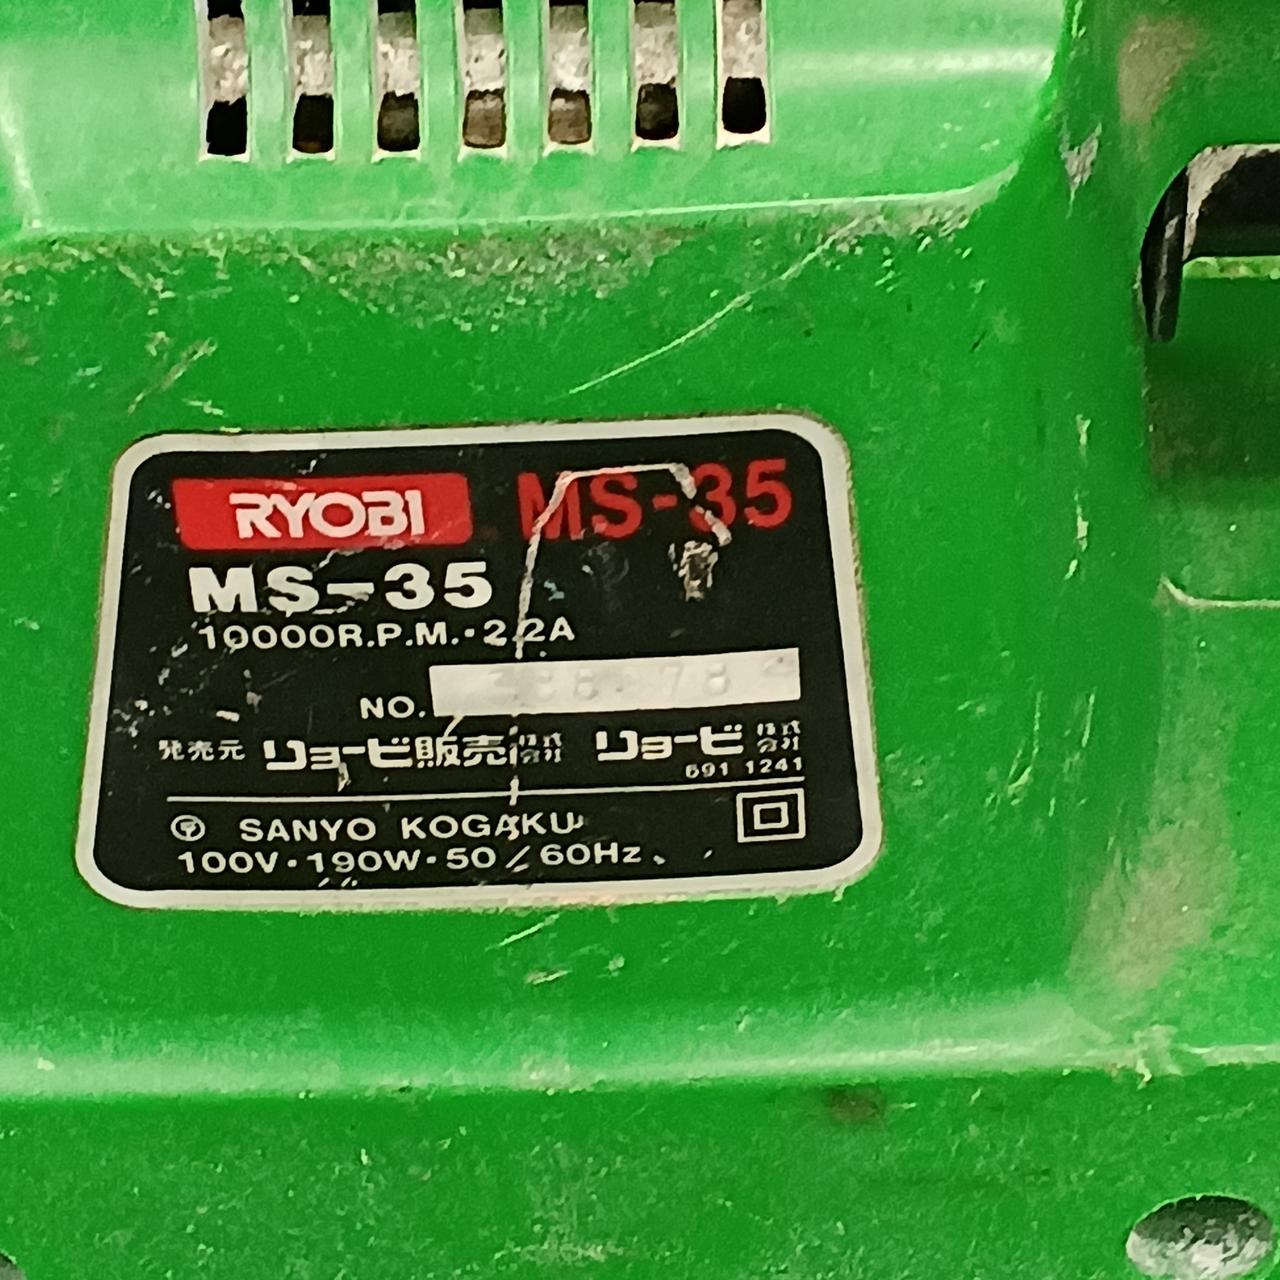 RYOBI MS-35
MS-35
10000R.P.M.・2.2A
NO.
発売元 リョービ販売株式会社 リョービ株式会社
691 1241
SANYO KOGAKU
100V・190W・50/60Hz